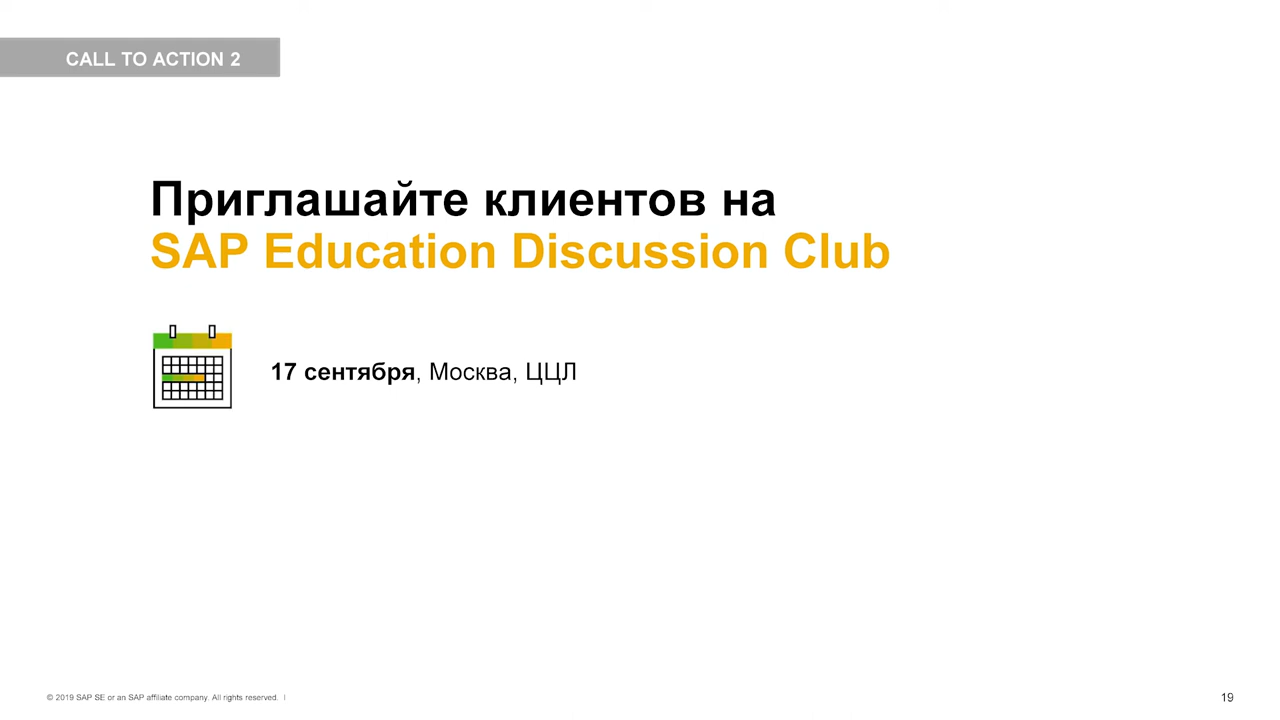 CALL TO ACTION 2
Приглашайте клиентов на
SAP Education Discussion Club
17 сентября, Москва, ЦЦЛ
© 2019 SAP SE or an SAP affiliate company. All rights reserved. I
19